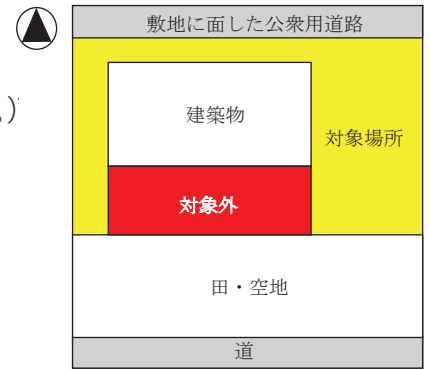 敷地に面した公衆用道路
。)
建築物
対象場所
対象外
田・空地
道